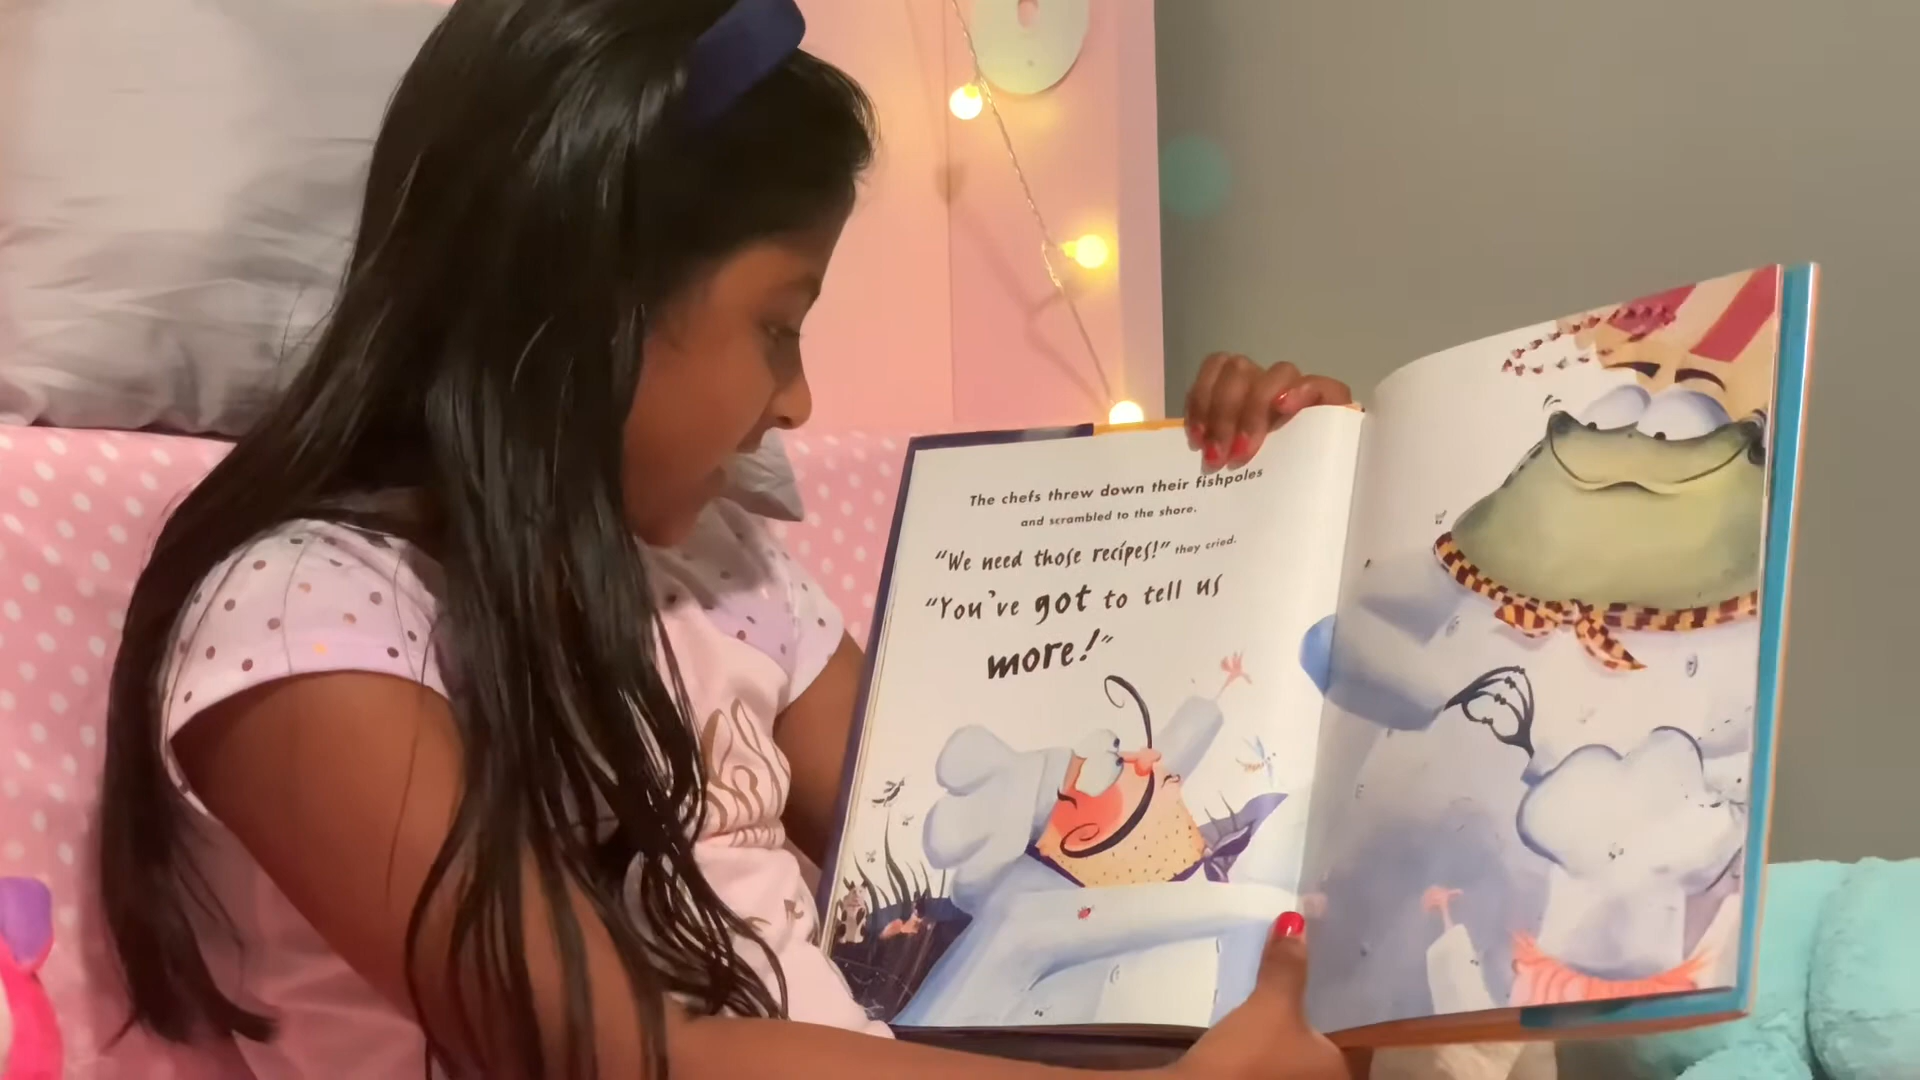 The chefs threw down their fishpoles
and scrambled to the shore.
“We need those recipes!” they cried.
“You’ve got to tell us
more!”